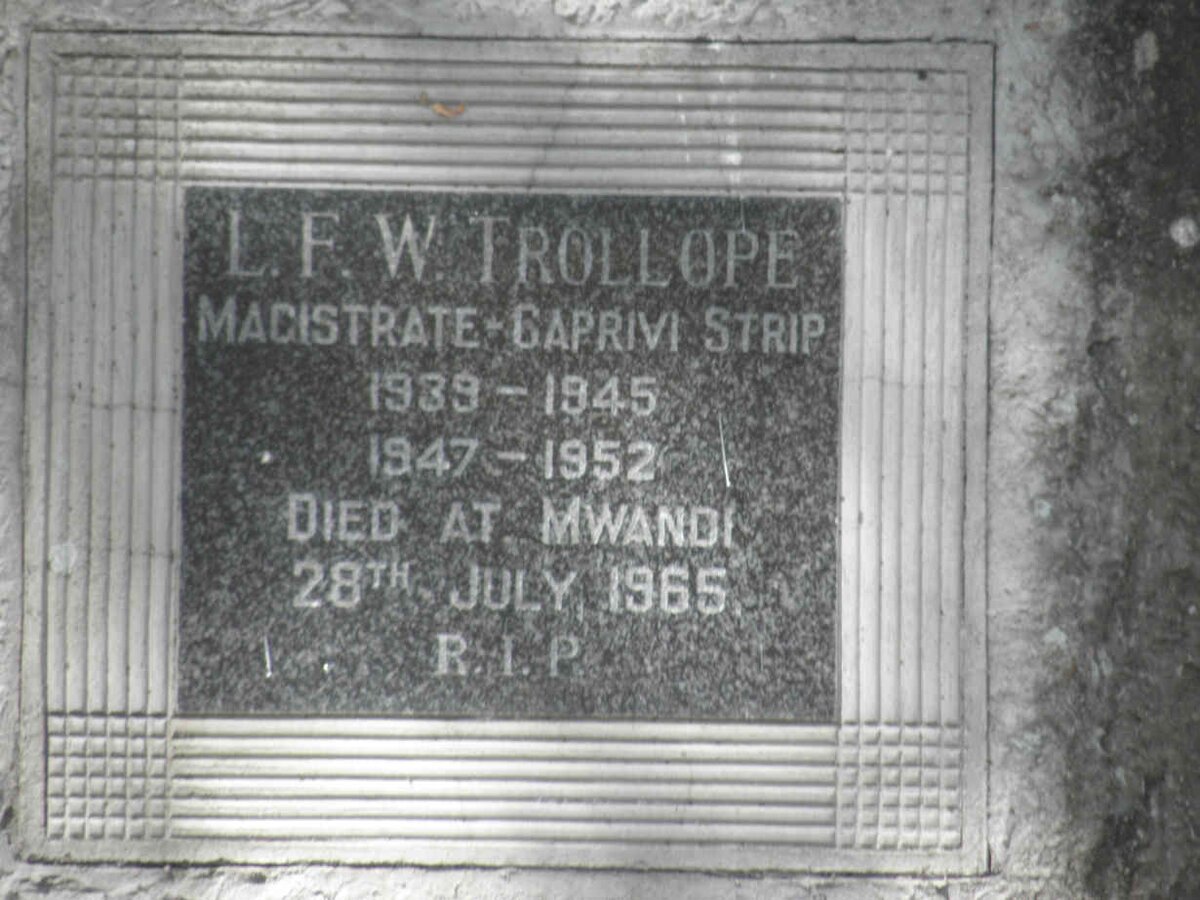 L. F. W. TROLLOPE
MAGISTRATE - CAPRIVI STRIP
1939 - 1945
1947 - 1952
DIED AT MWANDI
28TH JULY, 1965.
R. I. P.